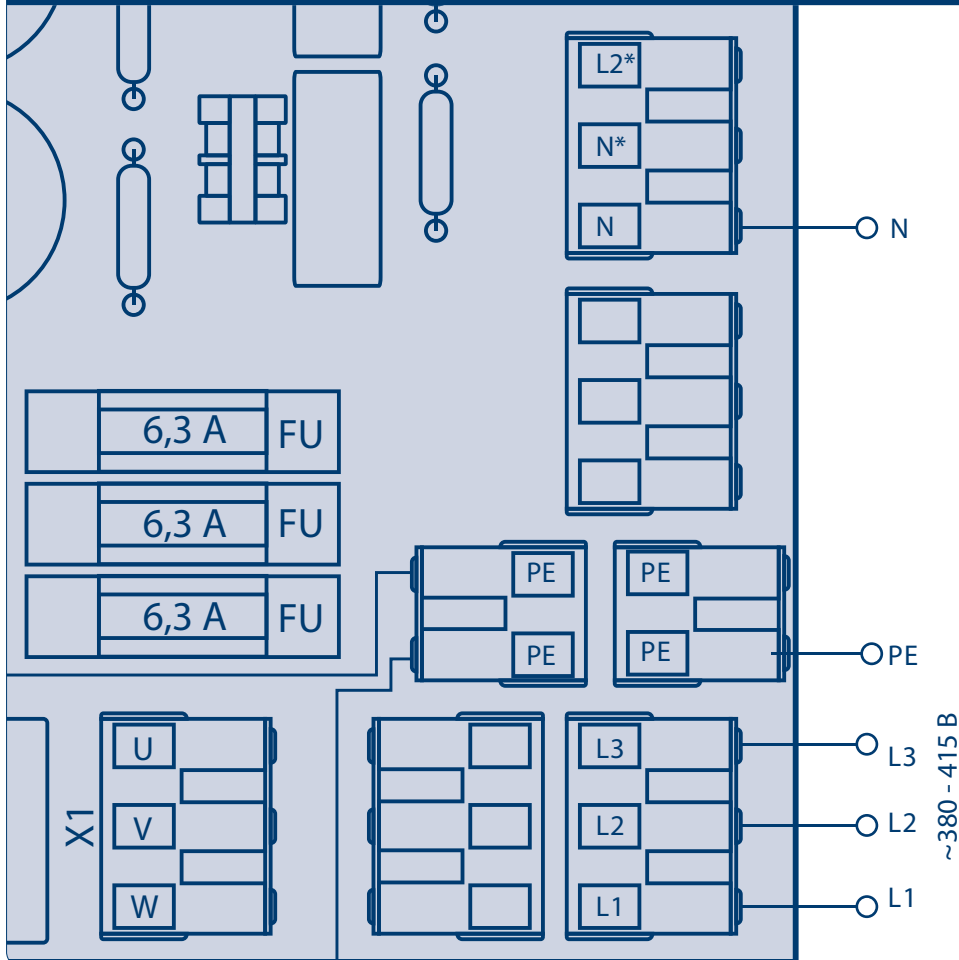 L2*
N*
N
N
6,3 A FU
6,3 A FU
6,3 A FU
PE PE
PE PE
PE
U
V
W
X1
L3
L2
L1
L3
L2
L1
~380 - 415 В